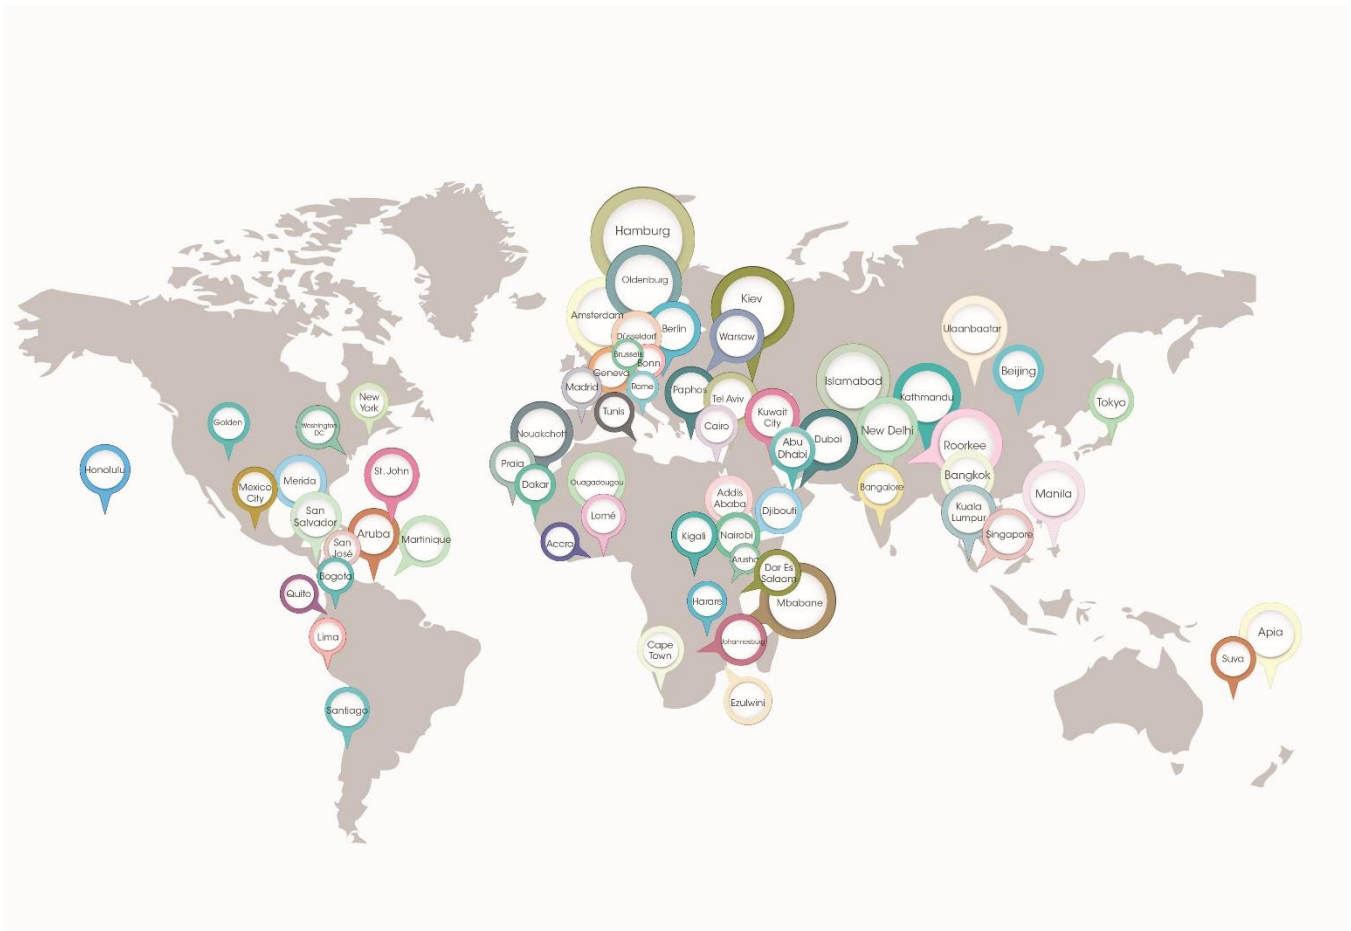 Hamburg
Oldenburg
Amsterdam
Kiev
Düsseldorf
Berlin
Warsaw
Ulaanbaatar
Brussels
Bonn
Geneva
Madrid
Rome
Paphos
Tel Aviv
Islamabad
Beijing
Kathmandu
Tokyo
New
York
Golden
Washington
DC
Tunis
Nouakchott
Cairo
Kuwait
City
Abu
Dhabi
Dubai
New Delhi
Roorkee
Honolulu
Mexico
City
Merida
St. John
Praia
Dakar
Ouagadougou
Bangalore
Bangkok
Manila
San
Salvador
Aruba
San
José
Martinique
Lomé
Accra
Addis
Ababa
Djibouti
Kuala
Lumpur
Singapore
Kigali
Nairobi
Arusha
Dar Es
Salaam
Bogota
Quito
Lima
Santiago
Harare
Mbabane
Johannesburg
Cape
Town
Ezulwini
Suva
Apia